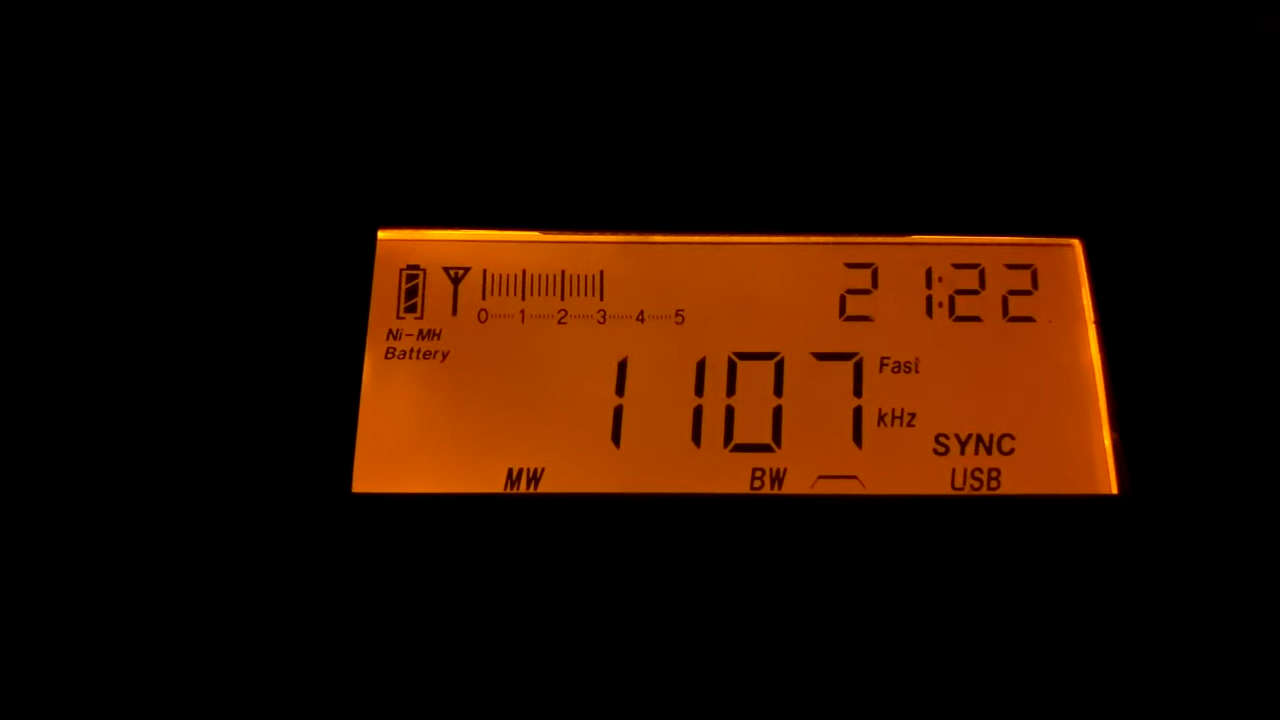 21:22
0 1 2 3 4 5
Ni-MH
Battery
1107
Fast
kHz
SYNC
MW BW USB